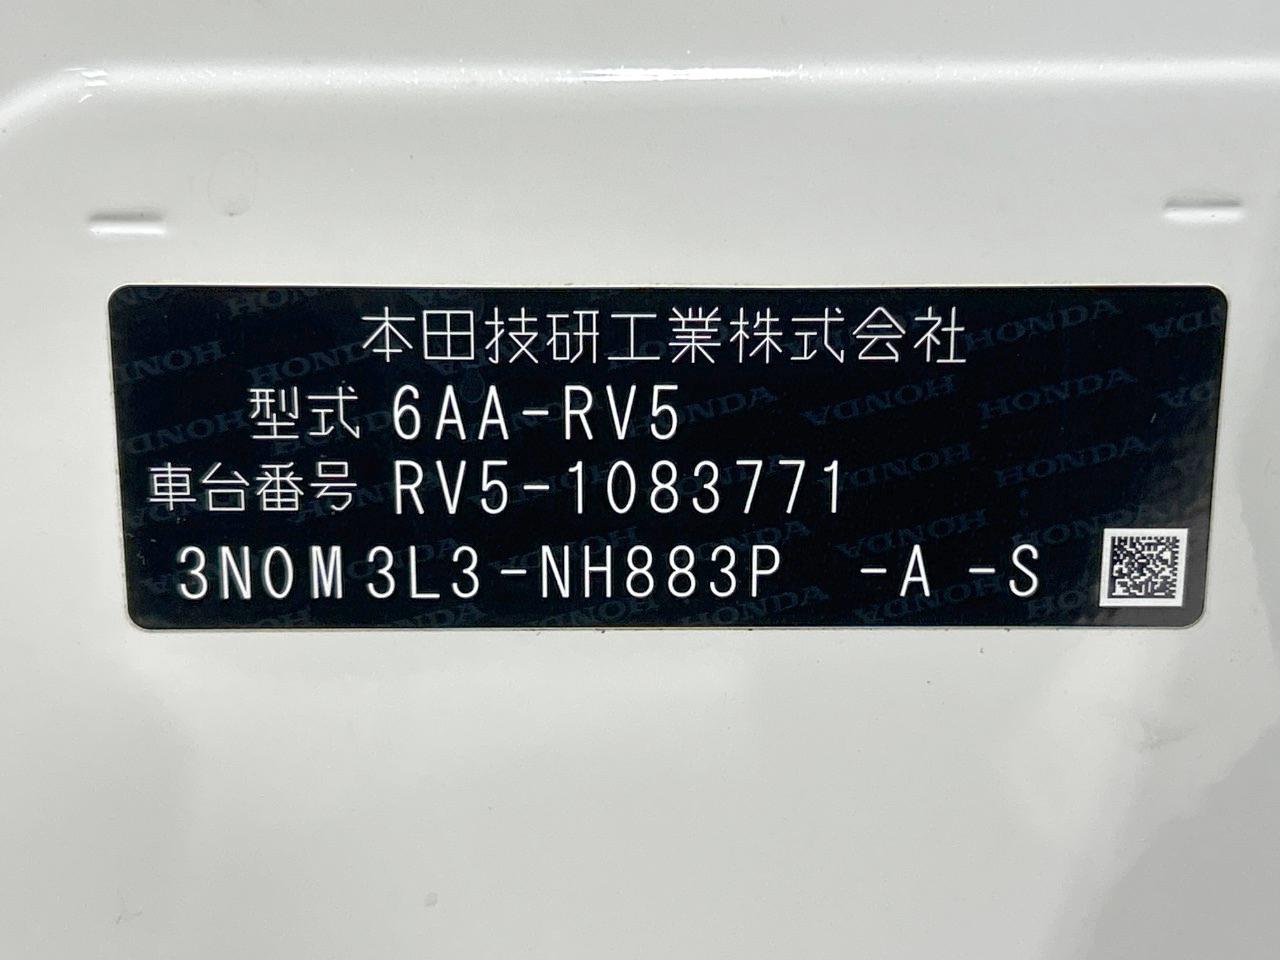 本田技研工業株式会社
型式 6AA-RV5
車台番号 RV5-1083771
3N0M3L3-NH883P -A -S